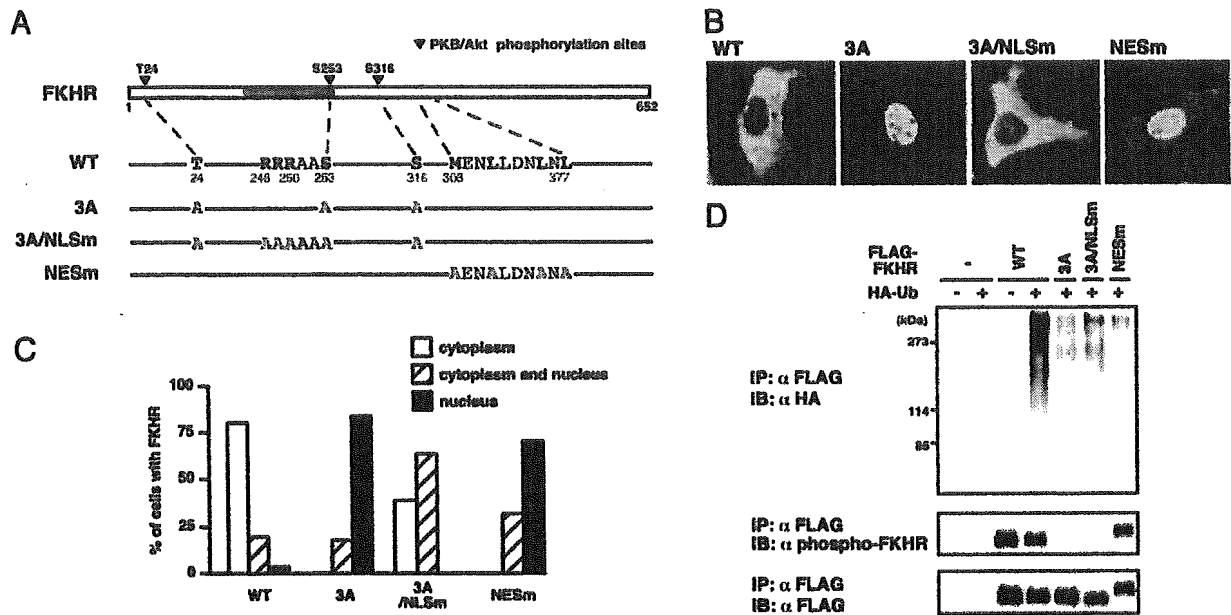 A
▼ PKB/Akt phosphorylation sites
T24 S253 S316
FKHR
1 652
WT T RRRAAS S MENLLDNLNL
24 248 250 253 316 368 377
3A A A A
3A/NLSm A AAAAAA A
NESm AENALDNANA
B
WT 3A 3A/NLSm NESm
C
cytoplasm
cytoplasm and nucleus
nucleus
% of cells with FKHR
100
75
50
25
0
WT 3A 3A/NLSm NESm
D
FLAG-FKHR - WT 3A 3A/NLSm NESm
HA-Ub - + - + + + +
(kDa)
273
114
85
IP: α FLAG
IB: α HA
IP: α FLAG
IB: α phospho-FKHR
IP: α FLAG
IB: α FLAG